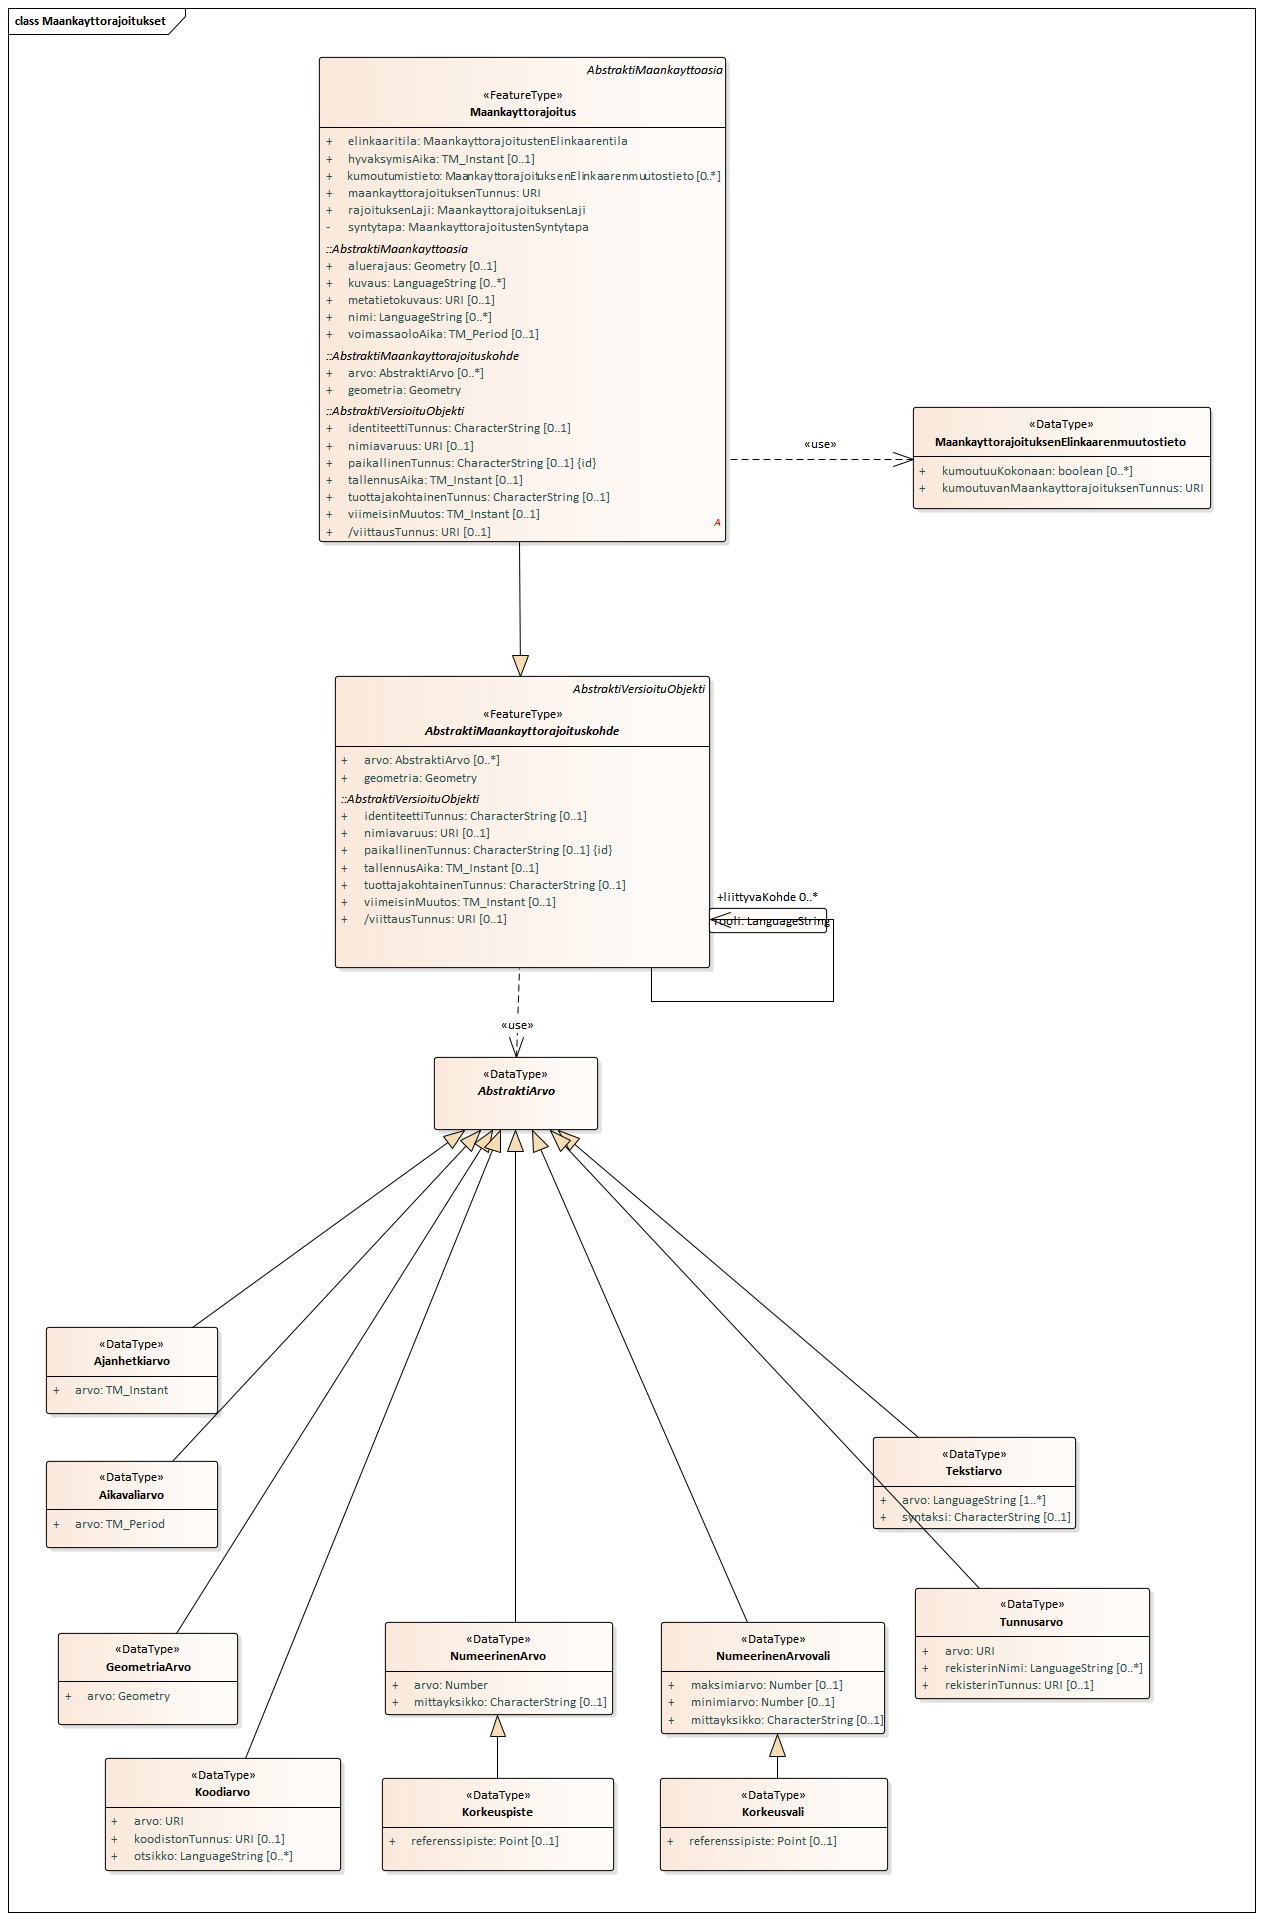 class Maankayttorajoitukset
AbstraktiMaankayttoasia
«FeatureType»
Maankayttorajoitus
+ elinkaaritila: MaankayttorajoitustenElinkaarentila
+ hyvaksymisAika: TM_Instant [0..1]
+ kumoutumistieto: MaankayttorajoituksenElinkaarenmuutostieto [0..*]
+ maankayttorajoituksenTunnus: URI
+ rajoituksenLaji: MaankayttorajoituksenLaji
- syntytapa: MaankayttorajoitustenSyntytapa
::AbstraktiMaankayttoasia
+ aluerajaus: Geometry [0..1]
+ kuvaus: LanguageString [0..*]
+ metatietokuvaus: URI [0..1]
+ nimi: LanguageString [0..*]
+ voimassaoloAika: TM_Period [0..1]
::AbstraktiMaankayttorajoituskohde
+ arvo: AbstraktiArvo [0..*]
+ geometria: Geometry
::AbstraktiVersioituObjekti
+ identiteettiTunnus: CharacterString [0..1]
+ nimiavaruus: URI [0..1]
+ paikallinenTunnus: CharacterString [0..1] {id}
+ tallennusAika: TM_Instant [0..1]
+ tuottajakohtainenTunnus: CharacterString [0..1]
+ viimeisinMuutos: TM_Instant [0..1]
+ /viittausTunnus: URI [0..1]
A
«use»
«DataType»
MaankayttorajoituksenElinkaarenmuutostieto
+ kumoutuuKokonaan: boolean [0..*]
+ kumoutuvanMaankayttorajoituksenTunnus: URI
AbstraktiVersioituObjekti
«FeatureType»
AbstraktiMaankayttorajoituskohde
+ arvo: AbstraktiArvo [0..*]
+ geometria: Geometry
::AbstraktiVersioituObjekti
+ identiteettiTunnus: CharacterString [0..1]
+ nimiavaruus: URI [0..1]
+ paikallinenTunnus: CharacterString [0..1] {id}
+ tallennusAika: TM_Instant [0..1]
+ tuottajakohtainenTunnus: CharacterString [0..1]
+ viimeisinMuutos: TM_Instant [0..1]
+ /viittausTunnus: URI [0..1]
+liittyvaKohde 0..*
rooli: LanguageString
«use»
«DataType»
AbstraktiArvo
«DataType»
Ajanhetkiarvo
+ arvo: TM_Instant
«DataType»
Aikavaliarvo
+ arvo: TM_Period
«DataType»
Tekstiarvo
+ arvo: LanguageString [1..*]
+ syntaksi: CharacterString [0..1]
«DataType»
Tunnusarvo
+ arvo: URI
+ rekisterinNimi: LanguageString [0..*]
+ rekisterinTunnus: URI [0..1]
«DataType»
GeometriaArvo
+ arvo: Geometry
«DataType»
NumeerinenArvo
+ arvo: Number
+ mittayksikko: CharacterString [0..1]
«DataType»
NumeerinenArvovali
+ maksimiarvo: Number [0..1]
+ minimiarvo: Number [0..1]
+ mittayksikko: CharacterString [0..1]
«DataType»
Koodiarvo
+ arvo: URI
+ koodistonTunnus: URI [0..1]
+ otsikko: LanguageString [0..*]
«DataType»
Korkeuspiste
+ referenssipiste: Point [0..1]
«DataType»
Korkeusvali
+ referenssipiste: Point [0..1]